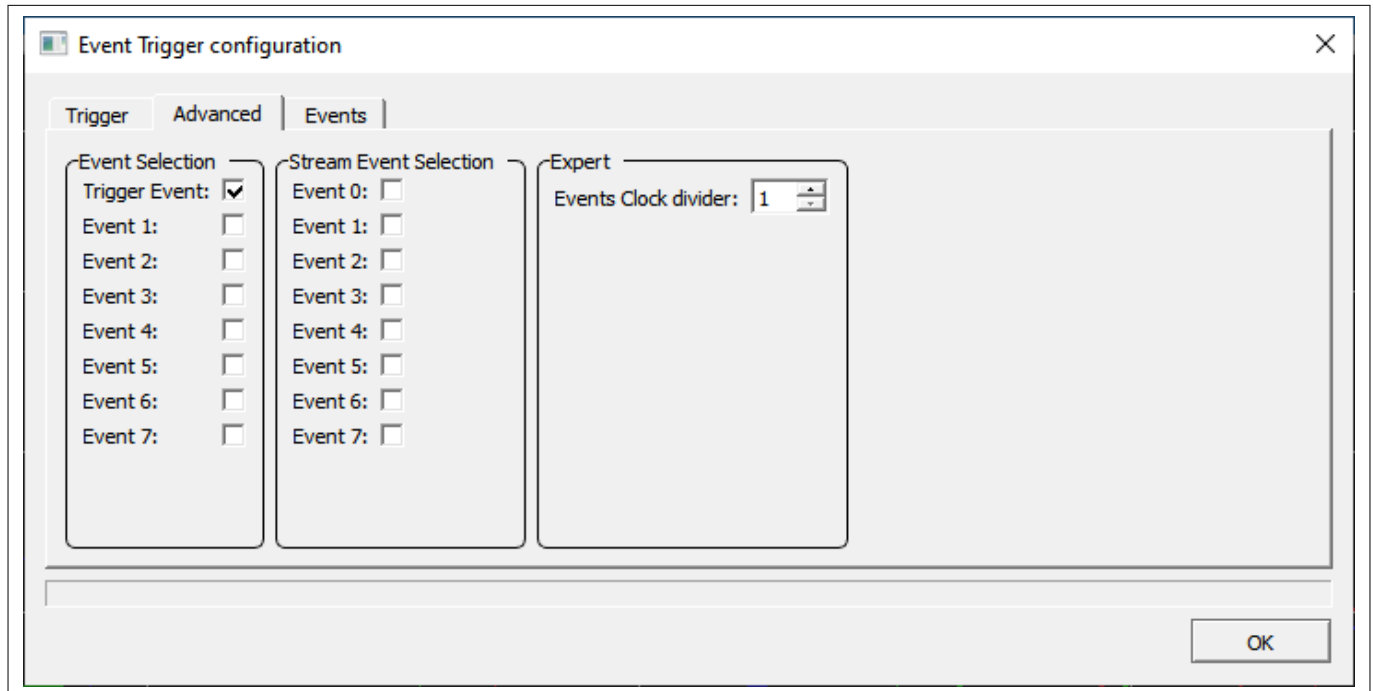 Event Trigger configuration
Trigger Advanced Events
Event Selection
Trigger Event:
Event 1:
Event 2:
Event 3:
Event 4:
Event 5:
Event 6:
Event 7:
Stream Event Selection
Event 0:
Event 1:
Event 2:
Event 3:
Event 4:
Event 5:
Event 6:
Event 7:
Expert
Events Clock divider: 1
OK